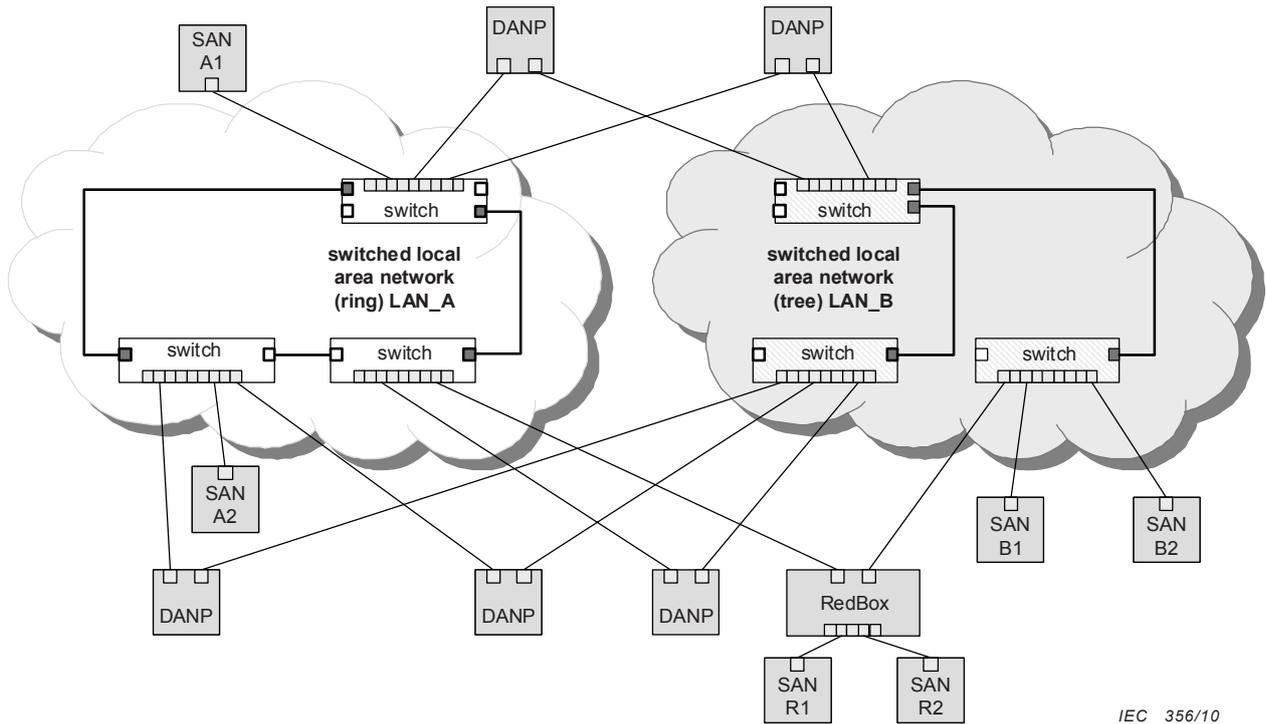 SAN
A1
DANP
DANP
switch
switch
switched local
area network
(ring) LAN_A
switched local
area network
(tree) LAN_B
switch
switch
switch
switch
SAN
A2
SAN
B1
SAN
B2
DANP
DANP
DANP
RedBox
SAN
R1
SAN
R2
IEC 356/10